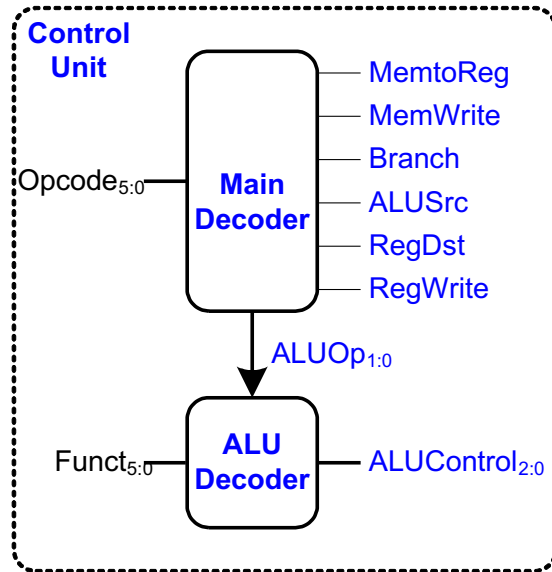 Control
Unit
MemtoReg
MemWrite
Branch
ALUSrc
RegDst
RegWrite
Opcode5:0
Main
Decoder
ALUOp1:0
Funct5:0
ALU
Decoder
ALUControl2:0